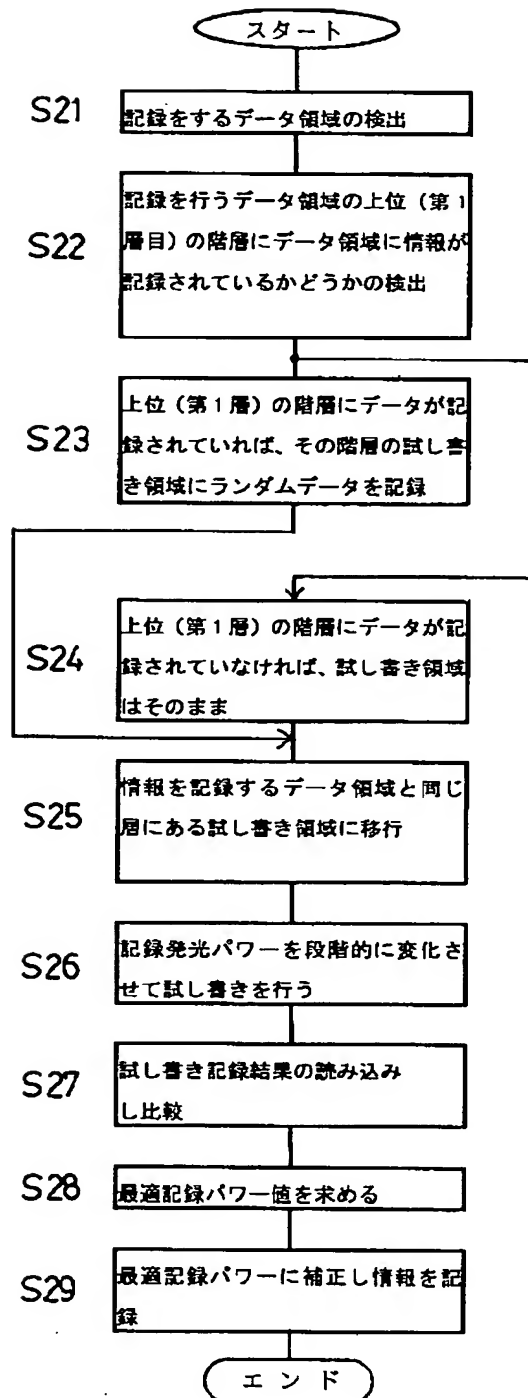 スタート
S21
記録をするデータ領域の検出
S22
記録を行うデータ領域の上位（第1
層目）の階層にデータ領域に情報が
記録されているかどうかの検出
S23
上位（第1層）の階層にデータが記
録されていれば、その階層の試し書
き領域にランダムデータを記録
S24
上位（第1層）の階層にデータが記
録されていなければ、試し書き領域
はそのまま
S25
情報を記録するデータ領域と同じ
層にある試し書き領域に移行
S26
記録発光パワーを段階的に変化さ
せて試し書きを行う
S27
試し書き記録結果の読み込み
し比較
S28
最適記録パワー値を求める
S29
最適記録パワーに補正し情報を記
録
エンド